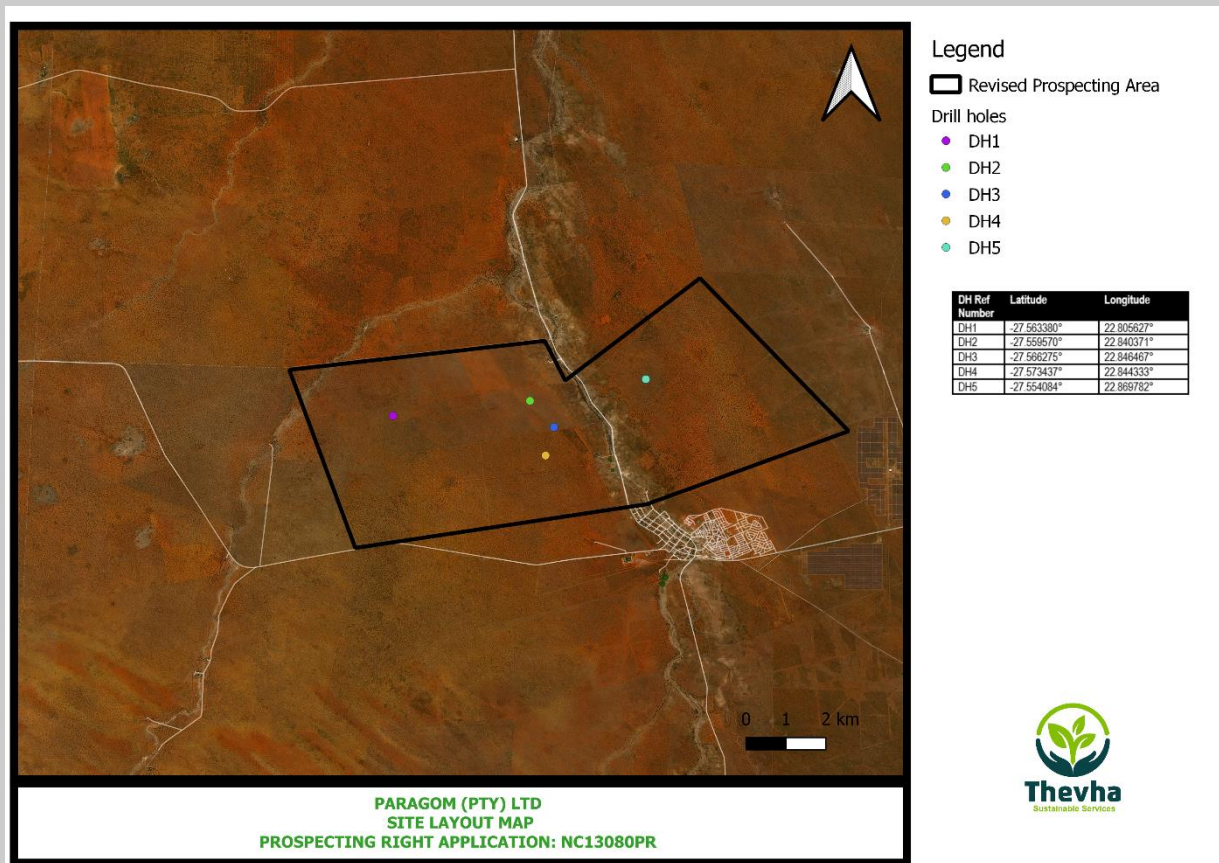 Legend
Revised Prospecting Area
Drill holes
DH1
DH2
DH3
DH4
DH5
DH Ref Number Latitude Longitude
DH1 -27.563380° 22.805627°
DH2 -27.559570° 22.840371°
DH3 -27.566275° 22.846467°
DH4 -27.573437° 22.844333°
DH5 -27.554084° 22.869782°
0 1 2 km
Thevha
Sustainable Services
PARAGOM (PTY) LTD
SITE LAYOUT MAP
PROSPECTING RIGHT APPLICATION: NC13080PR